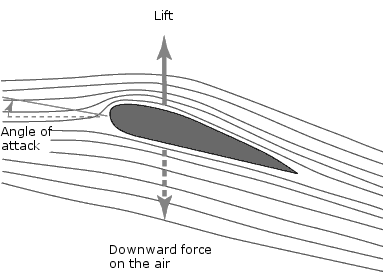 Lift
Angle of
attack
Downward force
on the air